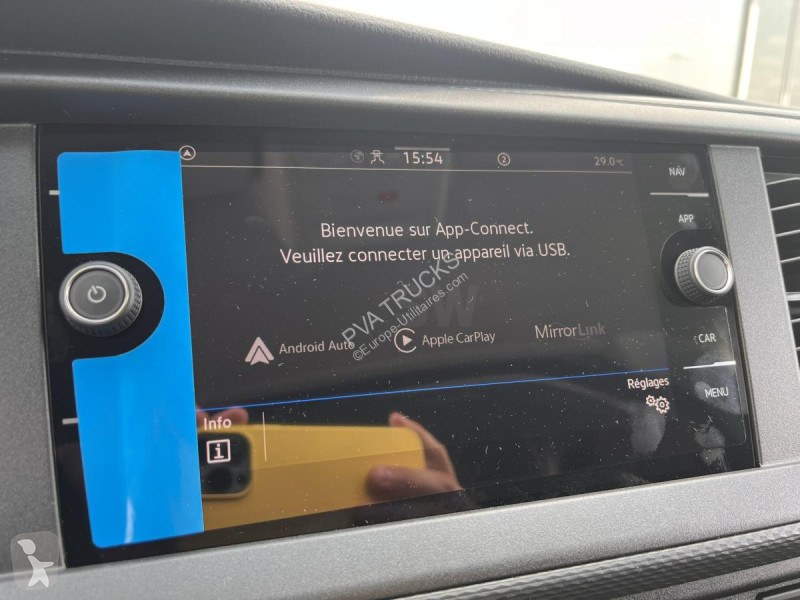 15:54
2
29.0°C
NAV
APP
Bienvenue sur App-Connect.
Veuillez connecter un appareil via USB.
PVA TRUCKS
©Europe-Utilitaires.com
Android Auto
Apple CarPlay
MirrorLink
CAR
Réglages
MENU
Info
i